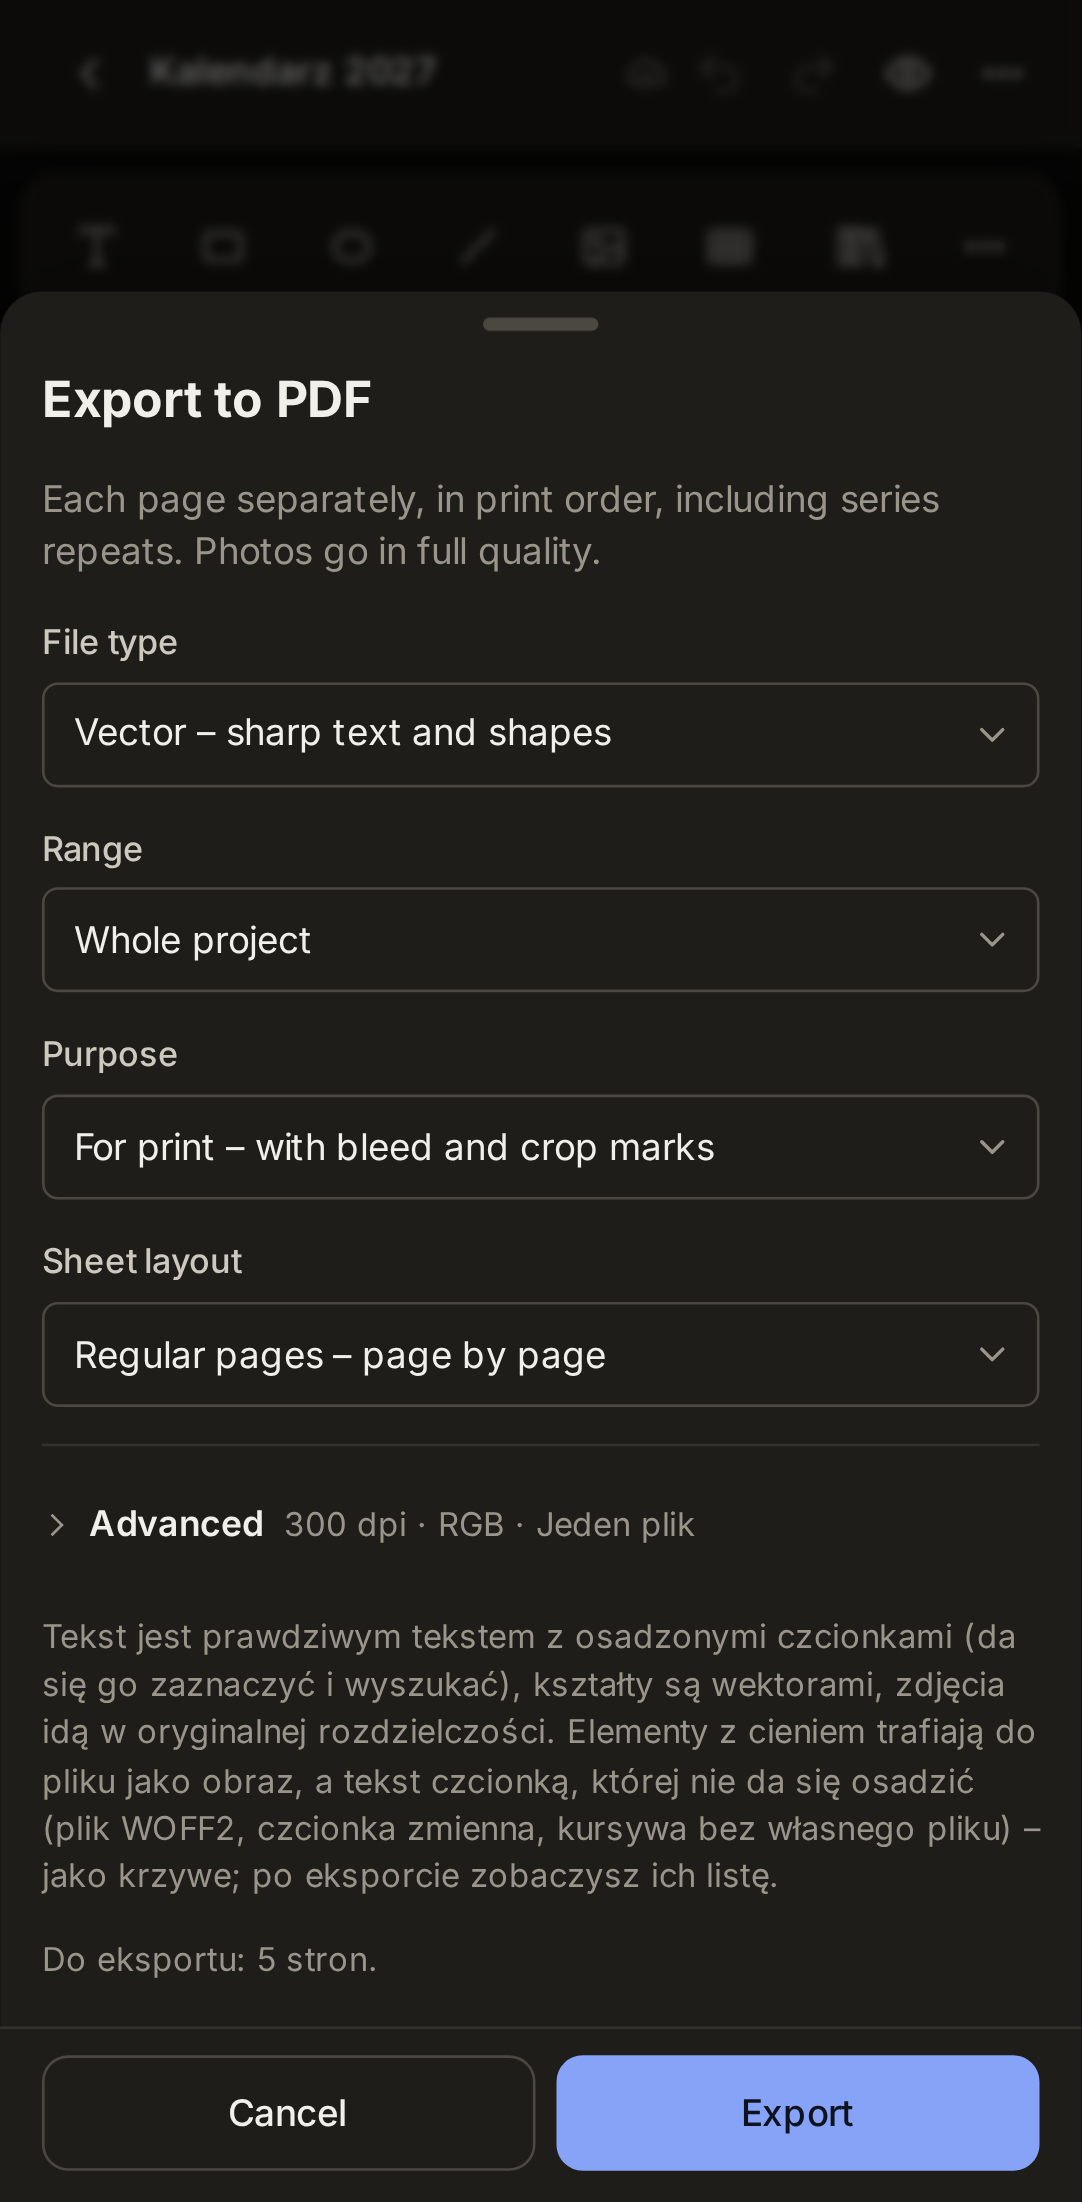 Kalendarz 2027
Export to PDF
Each page separately, in print order, including series
repeats. Photos go in full quality.
File type
Vector – sharp text and shapes
Range
Whole project
Purpose
For print – with bleed and crop marks
Sheet layout
Regular pages – page by page
Advanced 300 dpi · RGB · Jeden plik
Tekst jest prawdziwym tekstem z osadzonymi czcionkami (da
się go zaznaczyć i wyszukać), kształty są wektorami, zdjęcia
idą w oryginalnej rozdzielczości. Elementy z cieniem trafiają do
pliku jako obraz, a tekst czcionką, której nie da się osadzić
(plik WOFF2, czcionka zmienna, kursywa bez własnego pliku) –
jako krzywe; po eksporcie zobaczysz ich listę.
Do eksportu: 5 stron.
Cancel
Export